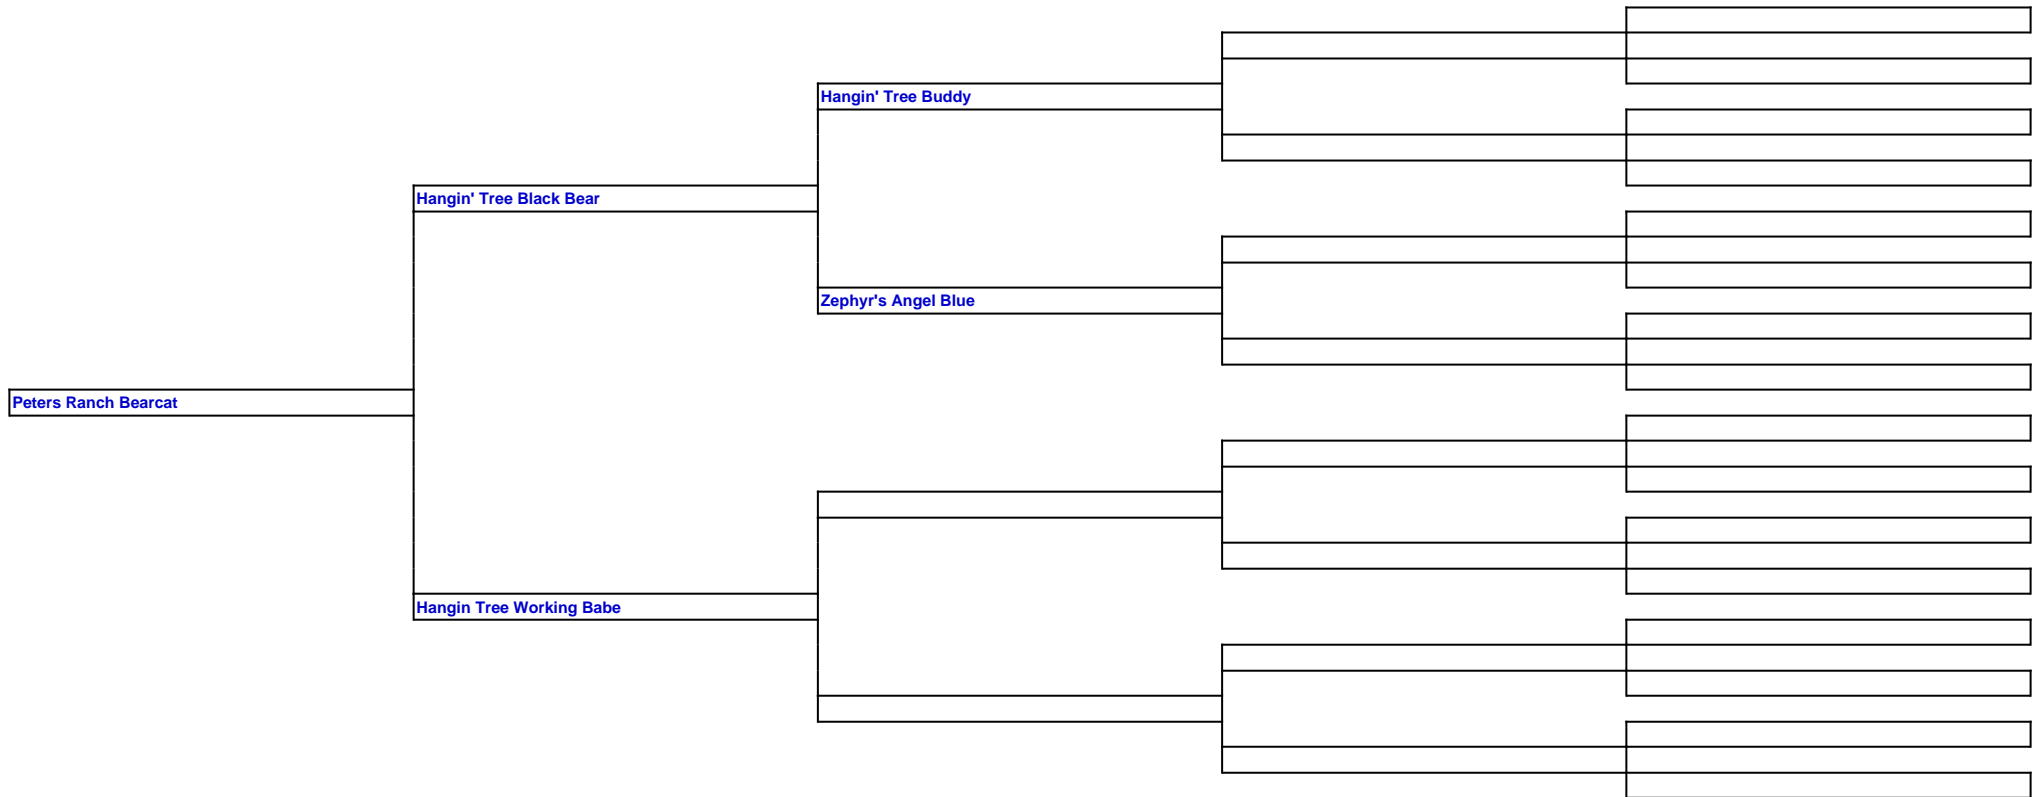 Hangin' Tree Buddy
Hangin' Tree Black Bear
Zephyr's Angel Blue
Peters Ranch Bearcat
Hangin Tree Working Babe